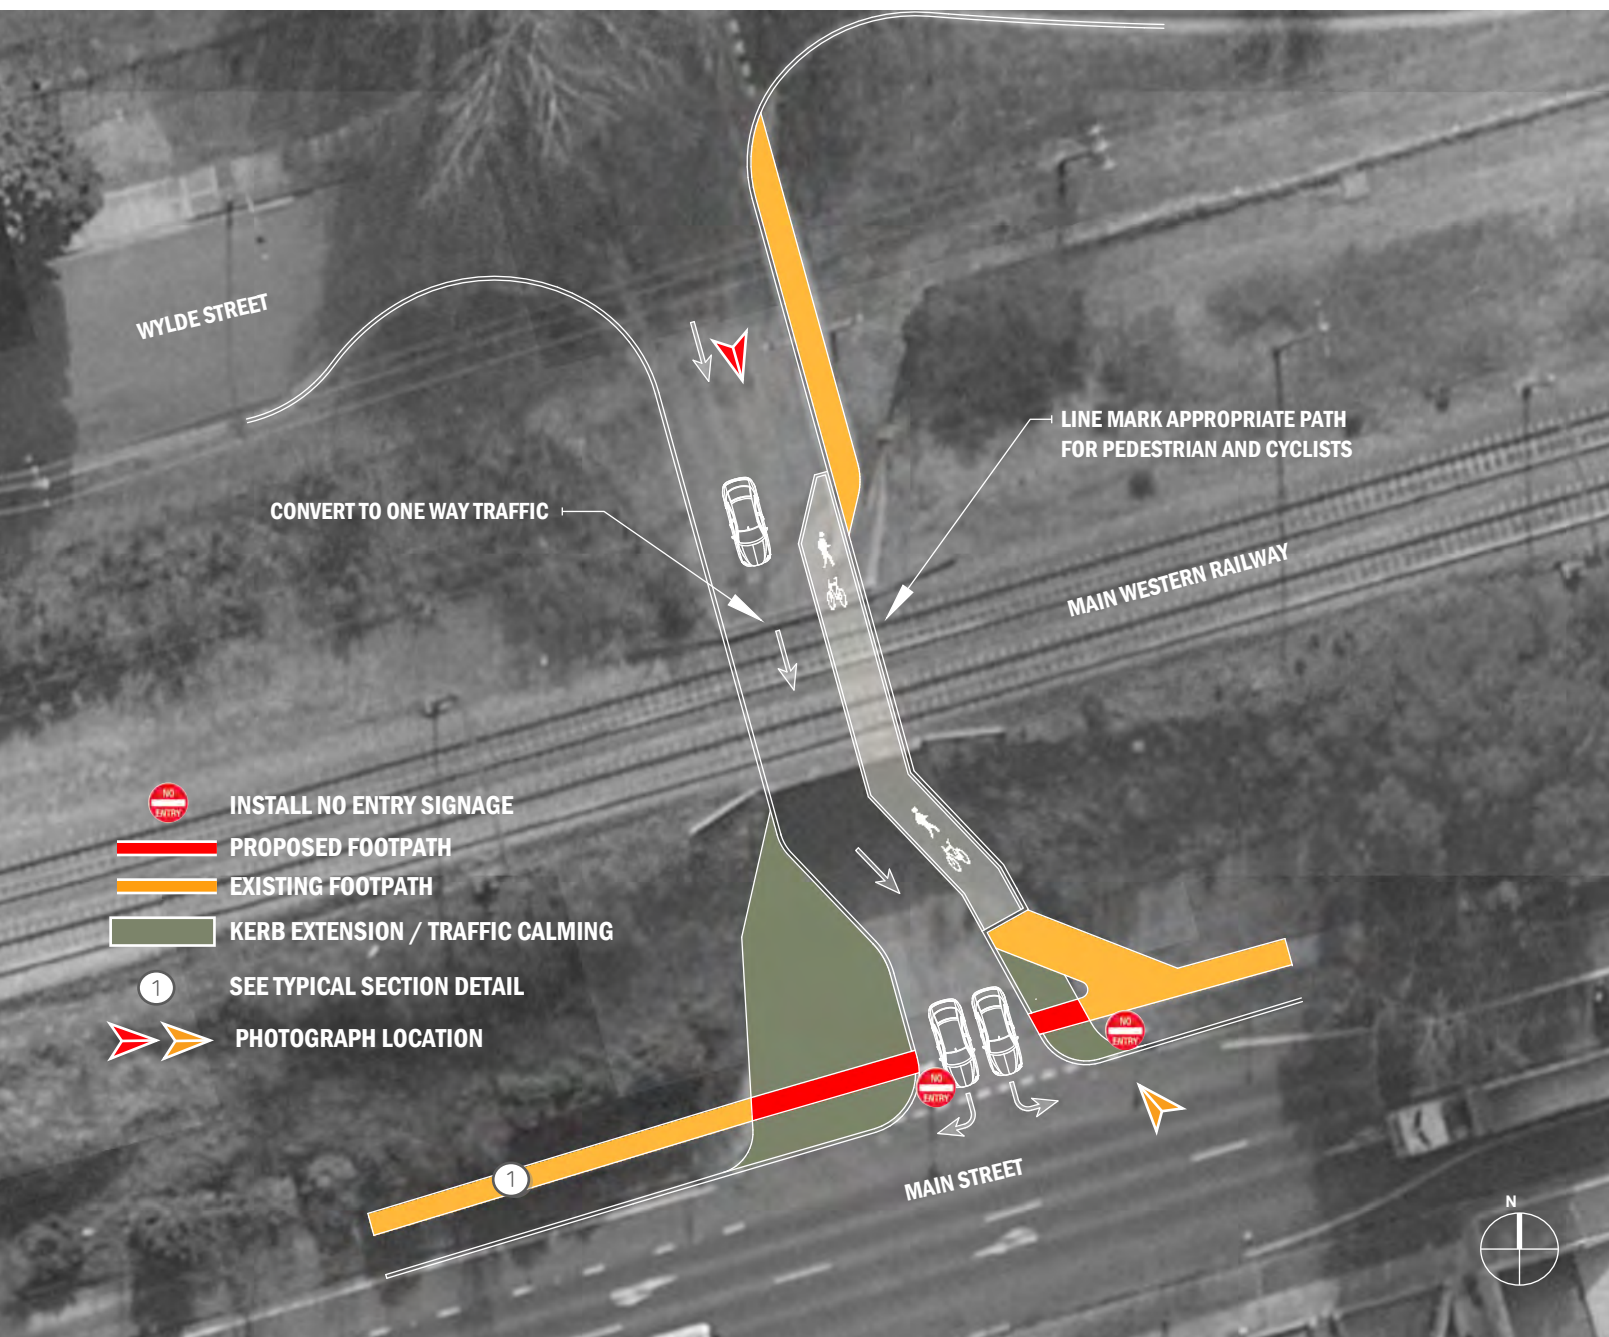 WYLDE STREET
LINE MARK APPROPRIATE PATH
FOR PEDESTRIAN AND CYCLISTS
CONVERT TO ONE WAY TRAFFIC
MAIN WESTERN RAILWAY
NO
ENTRY
INSTALL NO ENTRY SIGNAGE
PROPOSED FOOTPATH
EXISTING FOOTPATH
KERB EXTENSION / TRAFFIC CALMING
1
SEE TYPICAL SECTION DETAIL
PHOTOGRAPH LOCATION
NO
ENTRY
NO
ENTRY
1
MAIN STREET
N